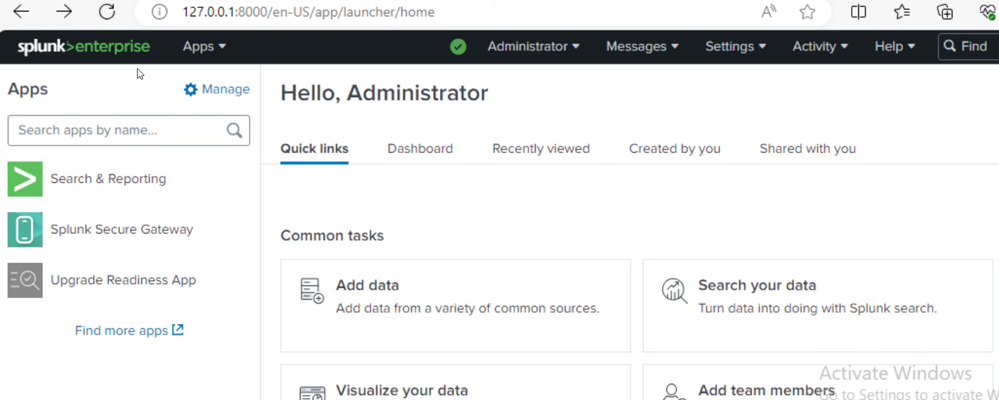 127.0.0.1:8000/en-US/app/launcher/home
splunk>enterprise Apps Administrator Messages Settings Activity Help Find
Apps Manage
Hello, Administrator
Search apps by name...
Quick links Dashboard Recently viewed Created by you Shared with you
Search & Reporting
Splunk Secure Gateway
Upgrade Readiness App
Find more apps
Common tasks
Add data
Add data from a variety of common sources.
Search your data
Turn data into doing with Splunk search.
Visualize your data
Add team members
Activate Windows
Go to Settings to activate W